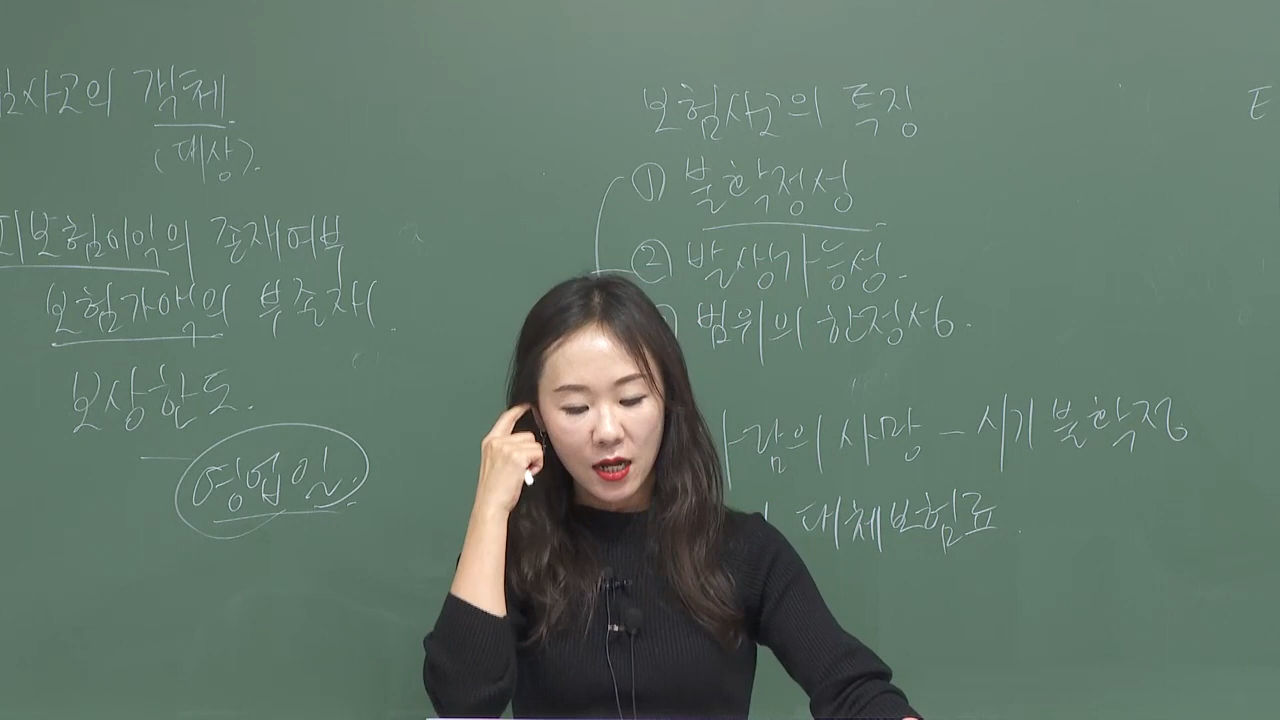 험사고의 객체
(대상).
피보험이익의 존재여부
보험가액의 부존재.
보상한도.
영업일.
보험사고의 특징
① 불확정성
② 발생가능성.
범위의 한정성.
사람의 사망 - 시기 불확정
대체보험료.
E